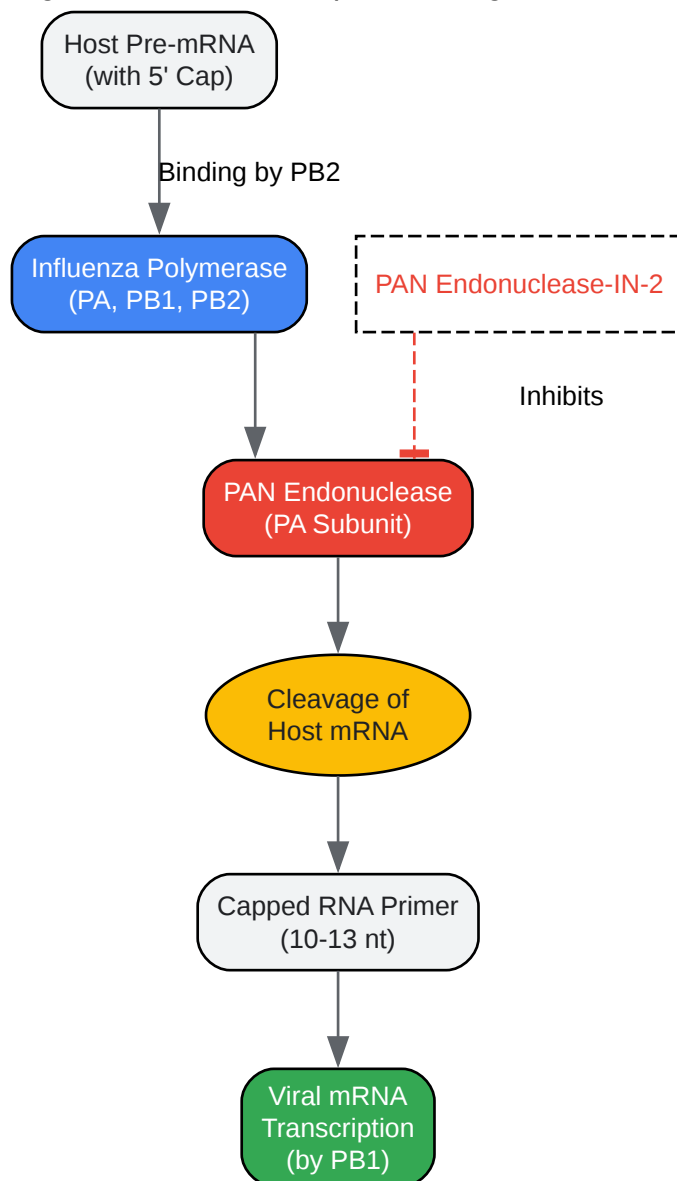 Host Pre-mRNA
(with 5' Cap)
Binding by PB2
Influenza Polymerase
(PA, PB1, PB2)
PAN Endonuclease-IN-2
Inhibits
PAN Endonuclease
(PA Subunit)
Cleavage of
Host mRNA
Capped RNA Primer
(10-13 nt)
Viral mRNA
Transcription
(by PB1)